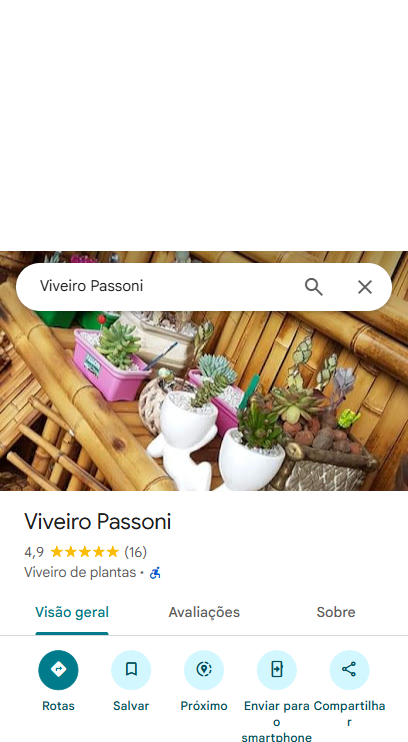 Viveiro Passoni
Viveiro Passoni
4,9 (16)
Viveiro de plantas ·
Visão geral Avaliações Sobre
Rotas Salvar Próximo Enviar para Compartilha
o r
smartphone